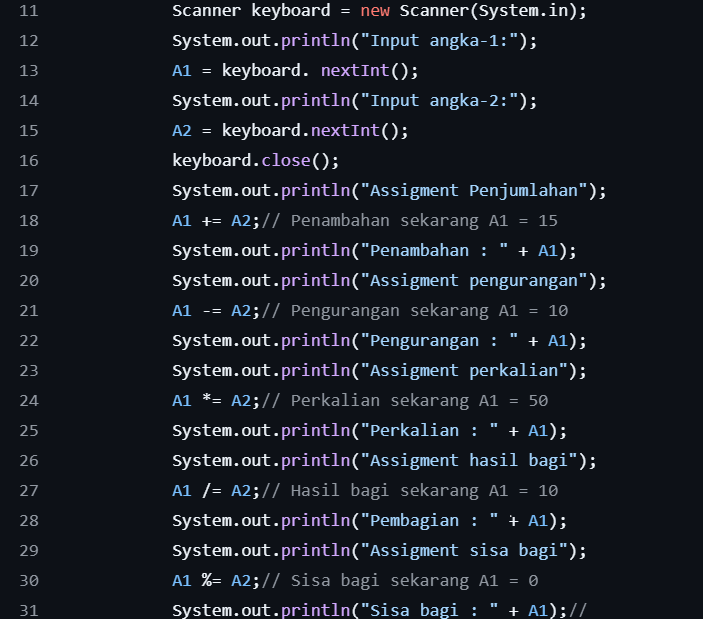 11 Scanner keyboard = new Scanner(System.in);
12 System.out.println("Input angka-1:");
13 A1 = keyboard. nextInt();
14 System.out.println("Input angka-2:");
15 A2 = keyboard.nextInt();
16 keyboard.close();
17 System.out.println("Assigment Penjumlahan");
18 A1 += A2;// Penambahan sekarang A1 = 15
19 System.out.println("Penambahan : " + A1);
20 System.out.println("Assigment pengurangan");
21 A1 -= A2;// Pengurangan sekarang A1 = 10
22 System.out.println("Pengurangan : " + A1);
23 System.out.println("Assigment perkalian");
24 A1 *= A2;// Perkalian sekarang A1 = 50
25 System.out.println("Perkalian : " + A1);
26 System.out.println("Assigment hasil bagi");
27 A1 /= A2;// Hasil bagi sekarang A1 = 10
28 System.out.println("Pembagian : " + A1);
29 System.out.println("Assigment sisa bagi");
30 A1 %= A2;// Sisa bagi sekarang A1 = 0
31 System.out.println("Sisa bagi : " + A1);//